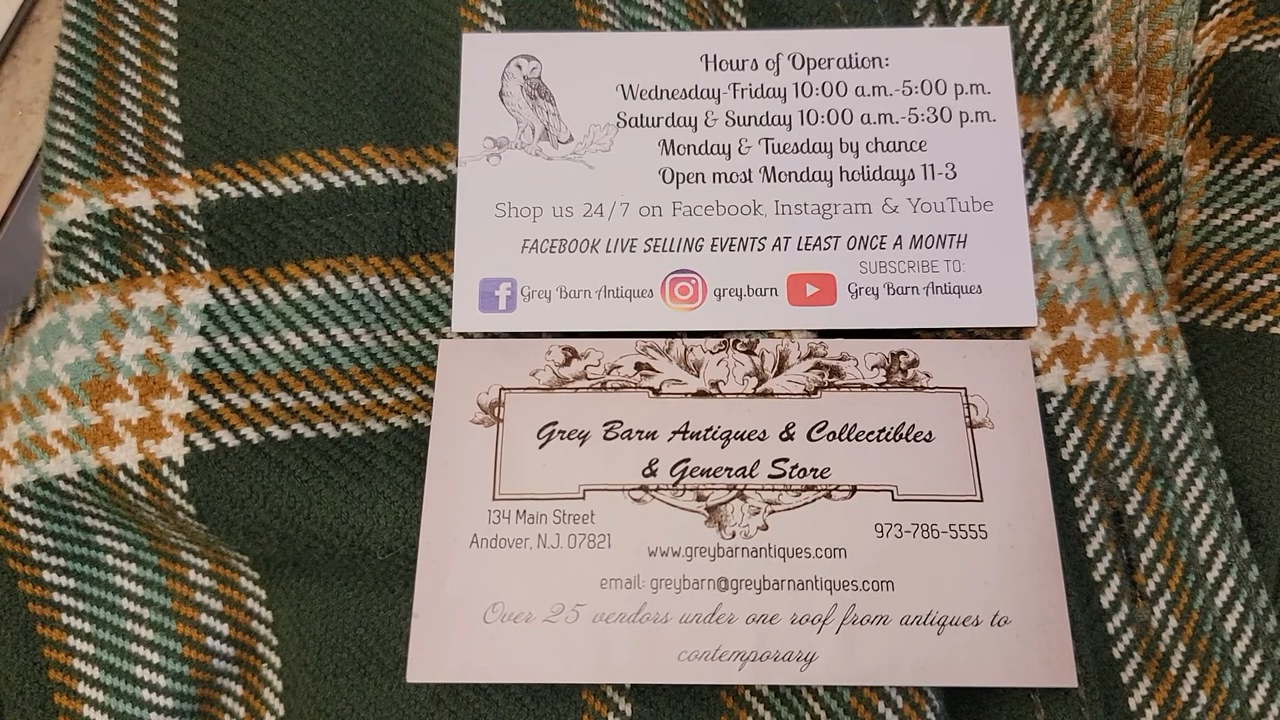 Hours of Operation:
Wednesday-Friday 10:00 a.m.-5:00 p.m.
Saturday & Sunday 10:00 a.m.-5:30 p.m.
Monday & Tuesday by chance
Open most Monday holidays 11-3
Shop us 24/7 on Facebook, Instagram & YouTube
FACEBOOK LIVE SELLING EVENTS AT LEAST ONCE A MONTH
SUBSCRIBE TO:
f Grey Barn Antiques grey.barn Grey Barn Antiques
Grey Barn Antiques & Collectibles
& General Store
134 Main Street
Andover, N.J. 07821
973-786-5555
www.greybarnantiques.com
email: greybarn@greybarnantiques.com
Over 25 vendors under one roof from antiques to
contemporary